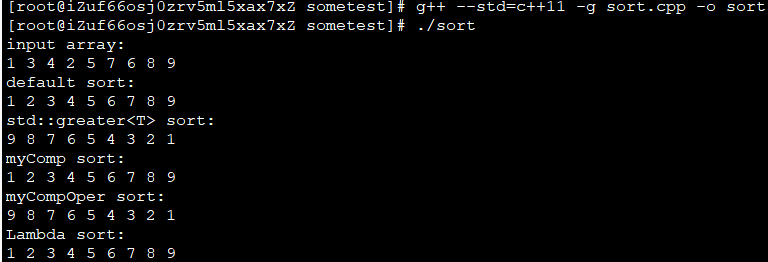 [root@iZuf66osj0zrv5ml5xax7xZ sometest]# g++ --std=c++11 -g sort.cpp -o sort
[root@iZuf66osj0zrv5ml5xax7xZ sometest]# ./sort
input array:
1 3 4 2 5 7 6 8 9
default sort:
1 2 3 4 5 6 7 8 9
std::greater<T> sort:
9 8 7 6 5 4 3 2 1
myComp sort:
1 2 3 4 5 6 7 8 9
myCompOper sort:
9 8 7 6 5 4 3 2 1
Lambda sort:
1 2 3 4 5 6 7 8 9